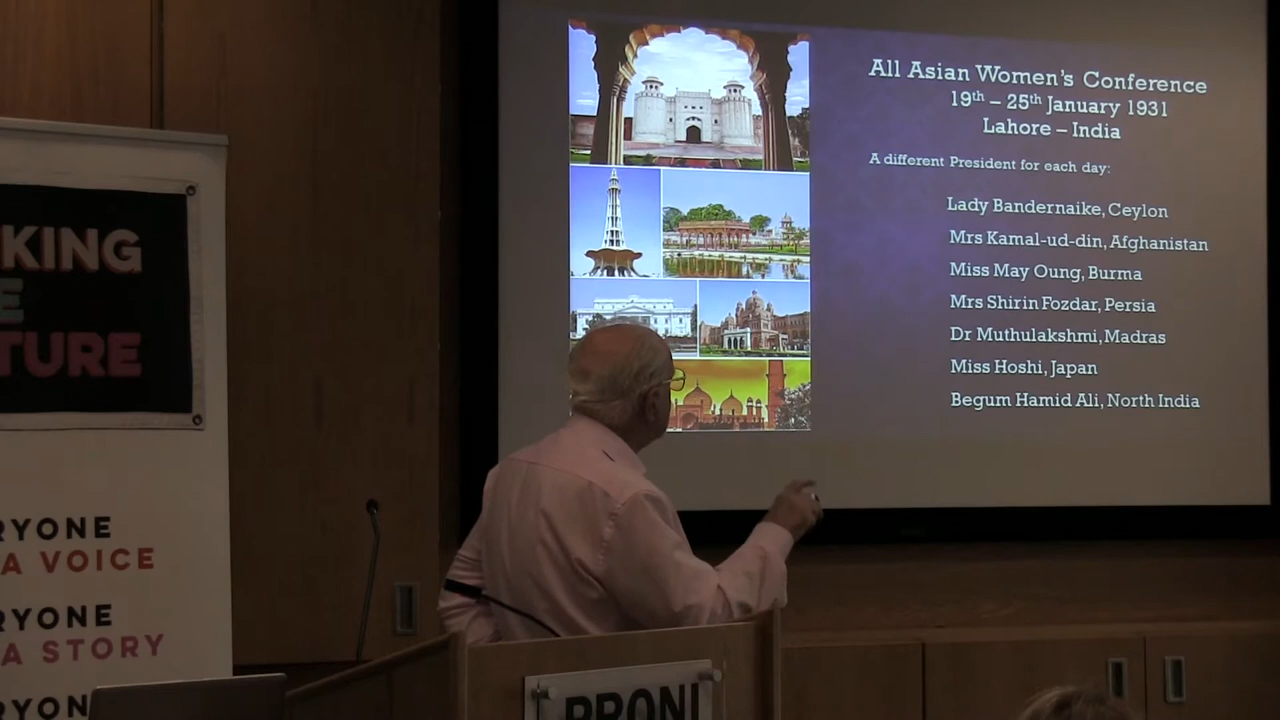 KING
E
TURE
RYONE
A VOICE
RYONE
A STORY
RYON
All Asian Women's Conference
19th – 25th January 1931
Lahore – India
A different President for each day:
Lady Bandernaike, Ceylon
Mrs Kamal-ud-din, Afghanistan
Miss May Oung, Burma
Mrs Shirin Fozdar, Persia
Dr Muthulakshmi, Madras
Miss Hoshi, Japan
Begum Hamid Ali, North India
PRONI